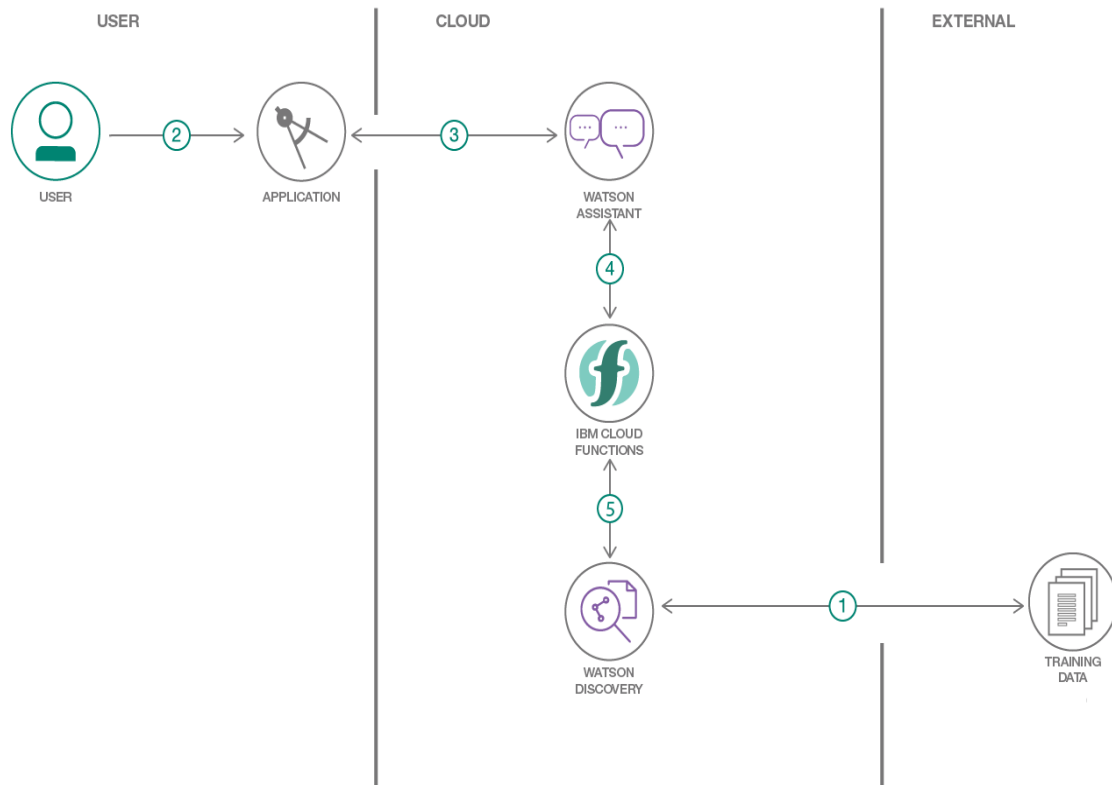 USER
CLOUD
EXTERNAL
2
3
USER
APPLICATION
WATSON
ASSISTANT
4
IBM CLOUD
FUNCTIONS
5
1
WATSON
DISCOVERY
TRAINING
DATA